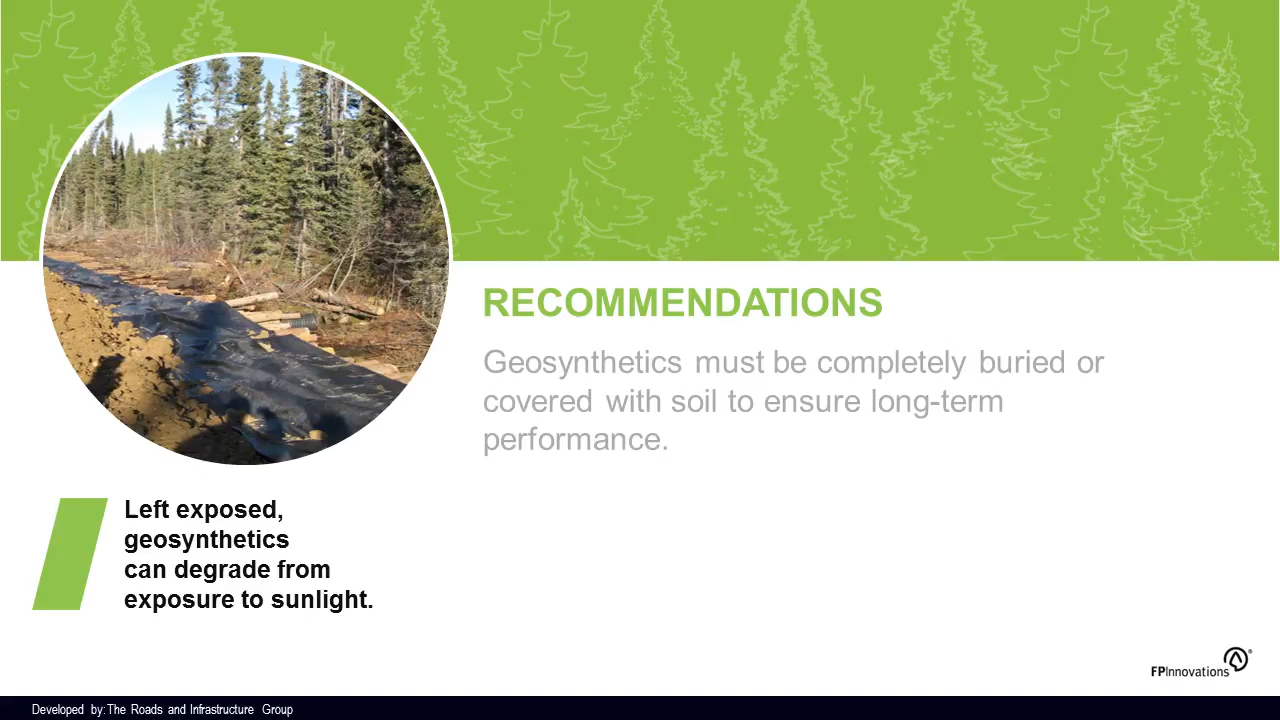 RECOMMENDATIONS
Geosynthetics must be completely buried or
covered with soil to ensure long-term
performance.
Left exposed,
geosynthetics
can degrade from
exposure to sunlight.
FPInnovations®
Developed by: The Roads and Infrastructure Group